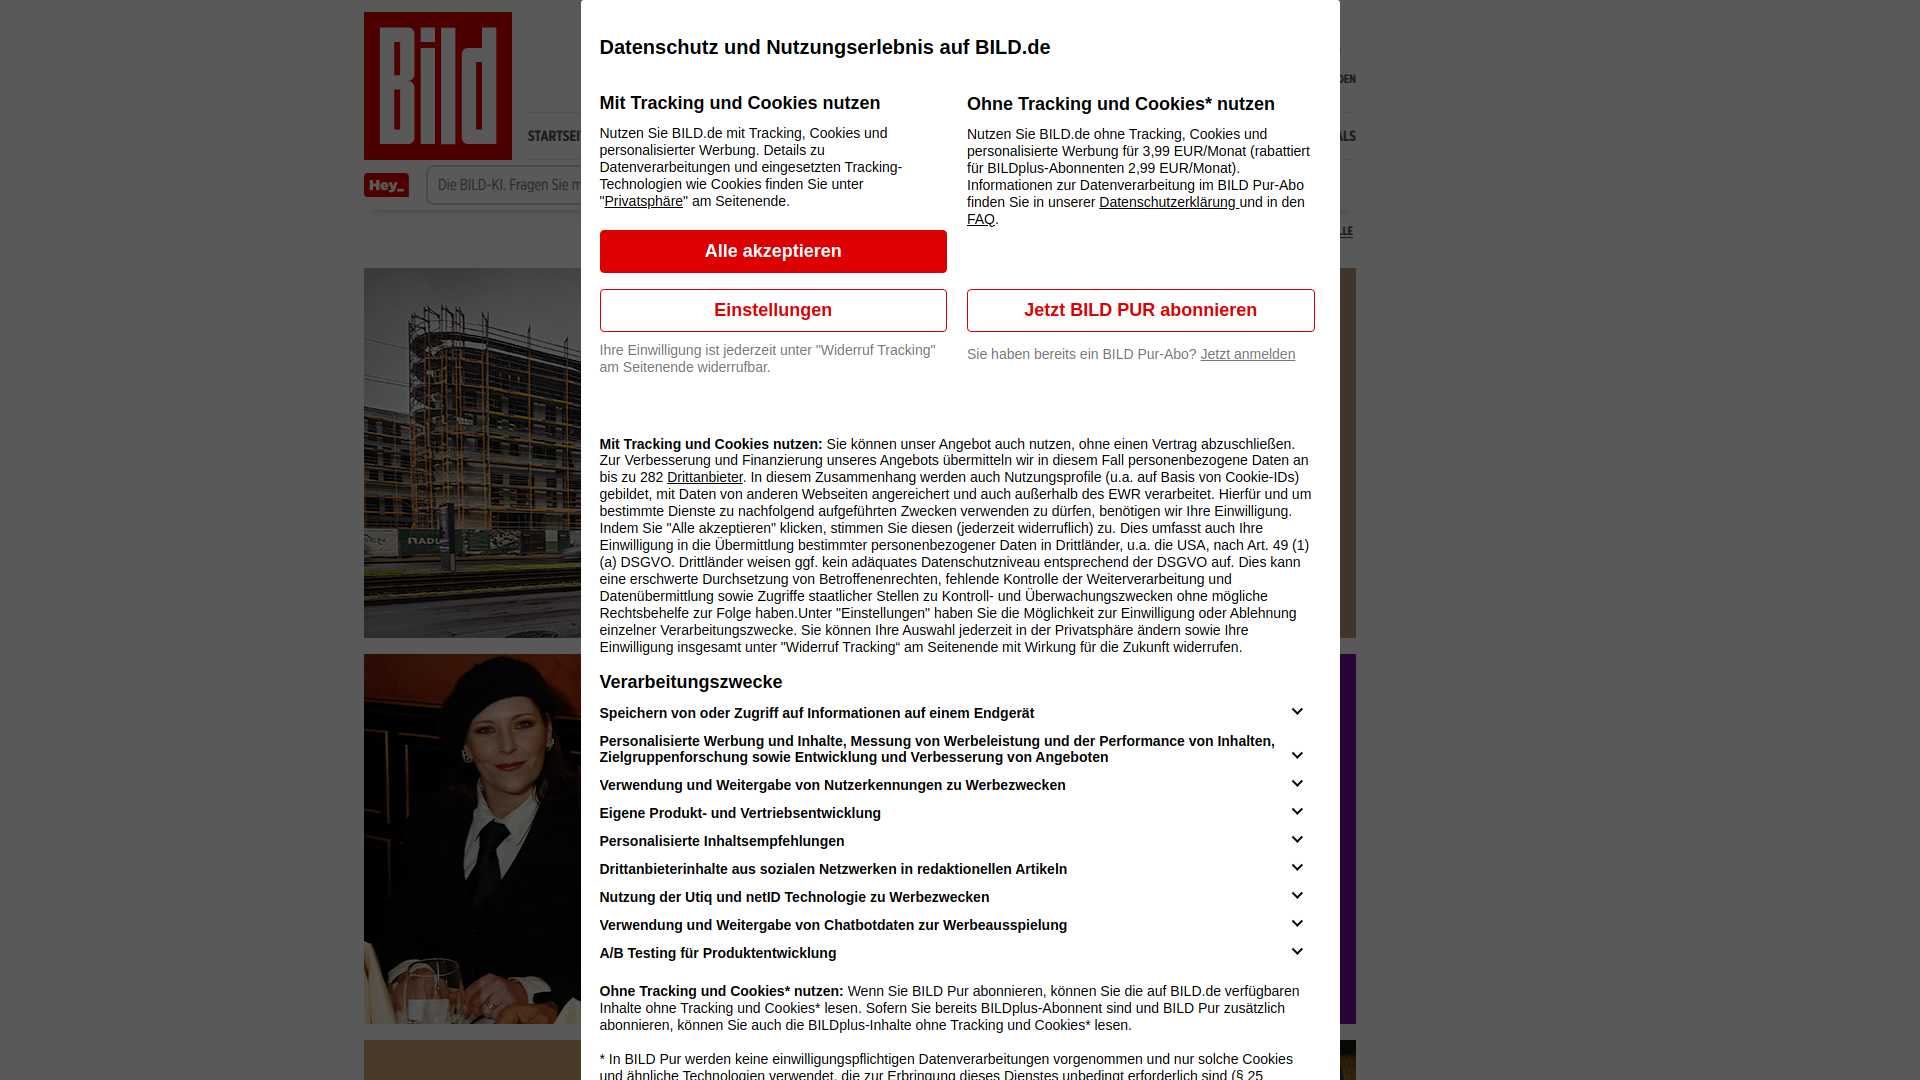 Bild
STARTSEI
Hey_
Die BILD-KI. Fragen Sie m
Datenschutz und Nutzungserlebnis auf BILD.de
Mit Tracking und Cookies nutzen
Nutzen Sie BILD.de mit Tracking, Cookies und
personalisierter Werbung. Details zu
Datenverarbeitungen und eingesetzten Tracking-
Technologien wie Cookies finden Sie unter
"Privatsphäre" am Seitenende.
Alle akzeptieren
Einstellungen
Ihre Einwilligung ist jederzeit unter "Widerruf Tracking"
am Seitenende widerrufbar.
Ohne Tracking und Cookies* nutzen
Nutzen Sie BILD.de ohne Tracking, Cookies und
personalisierte Werbung für 3,99 EUR/Monat (rabattiert
für BILDplus-Abonnenten 2,99 EUR/Monat).
Informationen zur Datenverarbeitung im BILD Pur-Abo
finden Sie in unserer Datenschutzerklärung und in den
FAQ.
Jetzt BILD PUR abonnieren
Sie haben bereits ein BILD Pur-Abo? Jetzt anmelden
Mit Tracking und Cookies nutzen: Sie können unser Angebot auch nutzen, ohne einen Vertrag abzuschließen.
Zur Verbesserung und Finanzierung unseres Angebots übermitteln wir in diesem Fall personenbezogene Daten an
bis zu 282 Drittanbieter. In diesem Zusammenhang werden auch Nutzungsprofile (u.a. auf Basis von Cookie-IDs)
gebildet, mit Daten von anderen Webseiten angereichert und auch außerhalb des EWR verarbeitet. Hierfür und um
bestimmte Dienste zu nachfolgend aufgeführten Zwecken verwenden zu dürfen, benötigen wir Ihre Einwilligung.
Indem Sie "Alle akzeptieren" klicken, stimmen Sie diesen (jederzeit widerruflich) zu. Dies umfasst auch Ihre
Einwilligung in die Übermittlung bestimmter personenbezogener Daten in Drittländer, u.a. die USA, nach Art. 49 (1)
(a) DSGVO. Drittländer weisen ggf. kein adäquates Datenschutzniveau entsprechend der DSGVO auf. Dies kann
eine erschwerte Durchsetzung von Betroffenenrechten, fehlende Kontrolle der Weiterverarbeitung und
Datenübermittlung sowie Zugriffe staatlicher Stellen zu Kontroll- und Überwachungszwecken ohne mögliche
Rechtsbehelfe zur Folge haben.Unter "Einstellungen" haben Sie die Möglichkeit zur Einwilligung oder Ablehnung
einzelner Verarbeitungszwecke. Sie können Ihre Auswahl jederzeit in der Privatsphäre ändern sowie Ihre
Einwilligung insgesamt unter "Widerruf Tracking“ am Seitenende mit Wirkung für die Zukunft widerrufen.
Verarbeitungszwecke
Speichern von oder Zugriff auf Informationen auf einem Endgerät
Personalisierte Werbung und Inhalte, Messung von Werbeleistung und der Performance von Inhalten,
Zielgruppenforschung sowie Entwicklung und Verbesserung von Angeboten
Verwendung und Weitergabe von Nutzerkennungen zu Werbezwecken
Eigene Produkt- und Vertriebsentwicklung
Personalisierte Inhaltsempfehlungen
Drittanbieterinhalte aus sozialen Netzwerken in redaktionellen Artikeln
Nutzung der Utiq und netID Technologie zu Werbezwecken
Verwendung und Weitergabe von Chatbotdaten zur Werbeausspielung
A/B Testing für Produktentwicklung
Ohne Tracking und Cookies* nutzen: Wenn Sie BILD Pur abonnieren, können Sie die auf BILD.de verfügbaren
Inhalte ohne Tracking und Cookies* lesen. Sofern Sie bereits BILDplus-Abonnent sind und BILD Pur zusätzlich
abonnieren, können Sie auch die BILDplus-Inhalte ohne Tracking und Cookies* lesen.
* In BILD Pur werden keine einwilligungspflichtigen Datenverarbeitungen vorgenommen und nur solche Cookies
und ähnliche Technologien verwendet, die zur Erbringung dieses Dienstes unbedingt erforderlich sind (§ 25